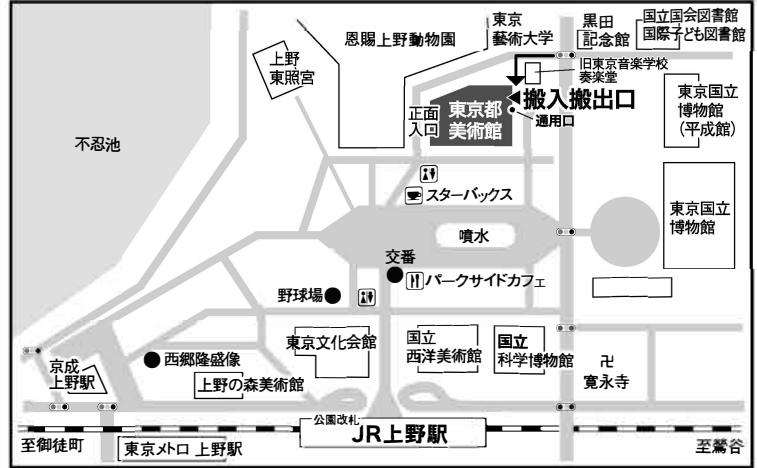 恩賜上野動物園
東京
藝術大学
黒田
記念館
国立国会図書館
国際子ども図書館
上野
東照宮
旧東京音楽学校
奏楽堂
搬入搬出口
通用口
東京都
美術館
正面
入口
東京国立
博物館
(平成館)
不忍池
スターバックス
東京国立
博物館
噴水
交番
パークサイドカフェ
野球場
東京文化会館
国立
西洋美術館
国立
科学博物館
卍
寛永寺
京成
上野駅
西郷隆盛像
上野の森美術館
公園改札
JR上野駅
至御徒町
東京メトロ 上野駅
至鶯谷